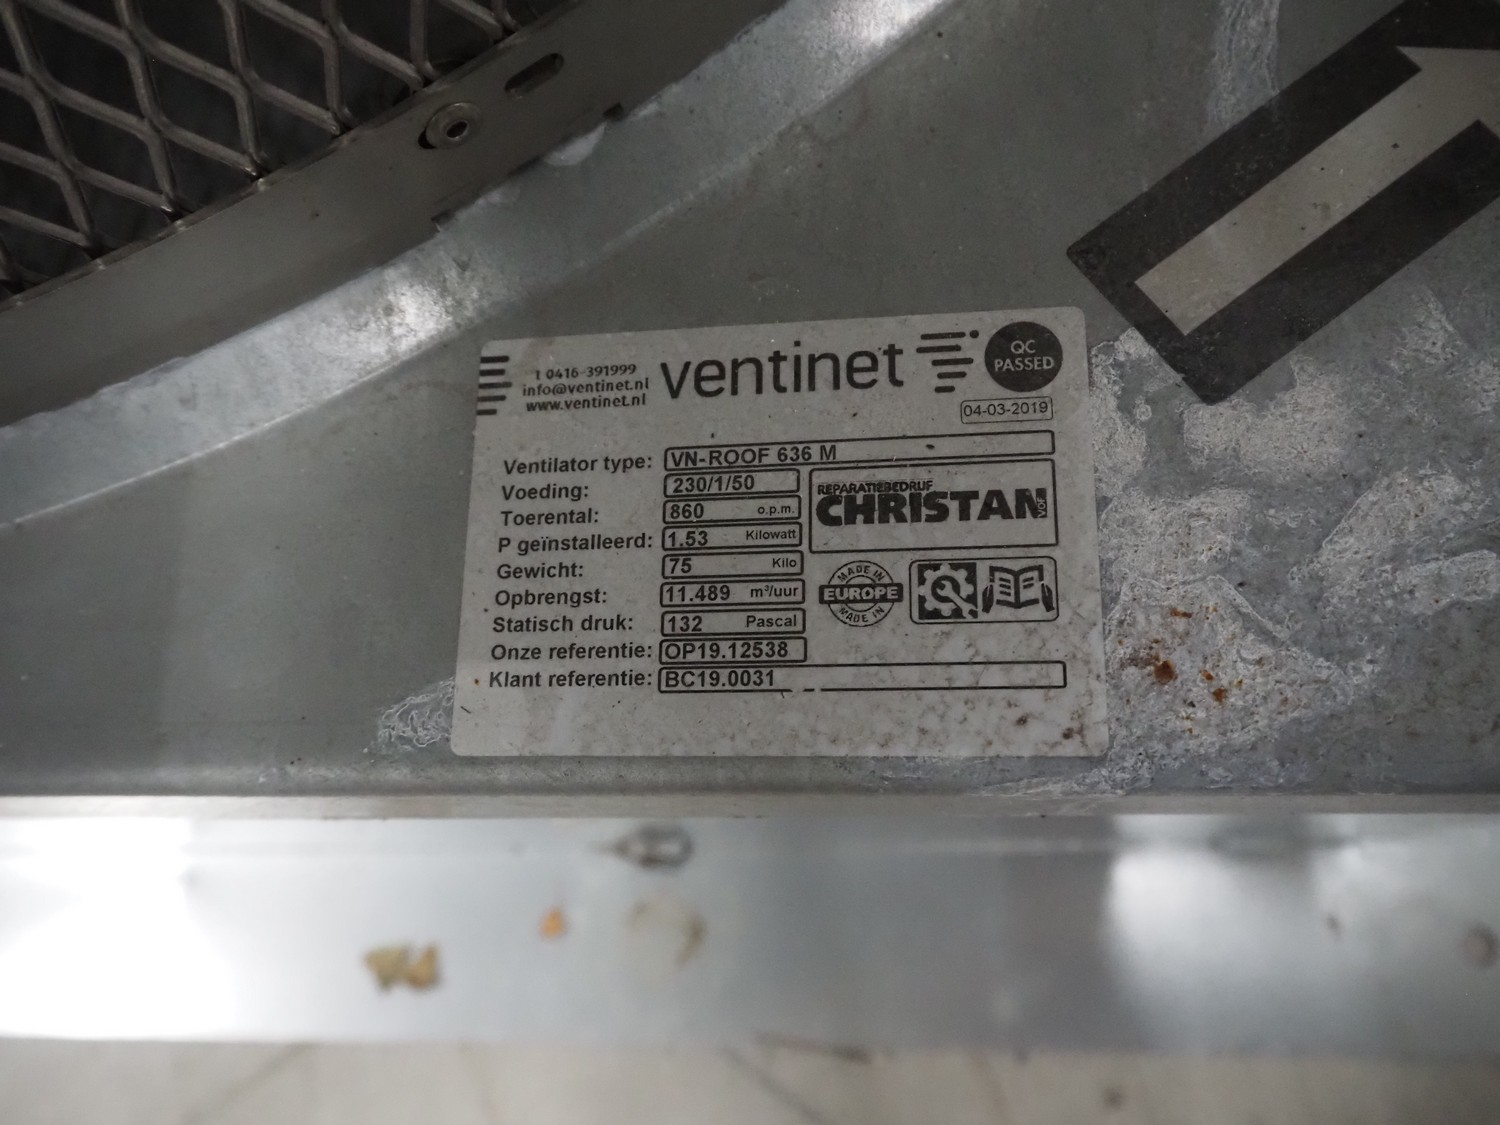 t 0416-391999
info@ventinet.nl
www.ventinet.nl
ventinet
QC
PASSED
04-03-2019
Ventilator type: VN-ROOF 636 M
Voeding: 230/1/50
Toerental: 860 o.p.m.
P geïnstalleerd: 1.53 Kilowatt
Gewicht: 75 Kilo
Opbrengst: 11.489 m³/uur
Statisch druk: 132 Pascal
Onze referentie: OP19.12538
Klant referentie: BC19.0031
REPARATIEBEDRIJF
CHRISTAN VOF
MADE IN
EUROPE
MADE IN